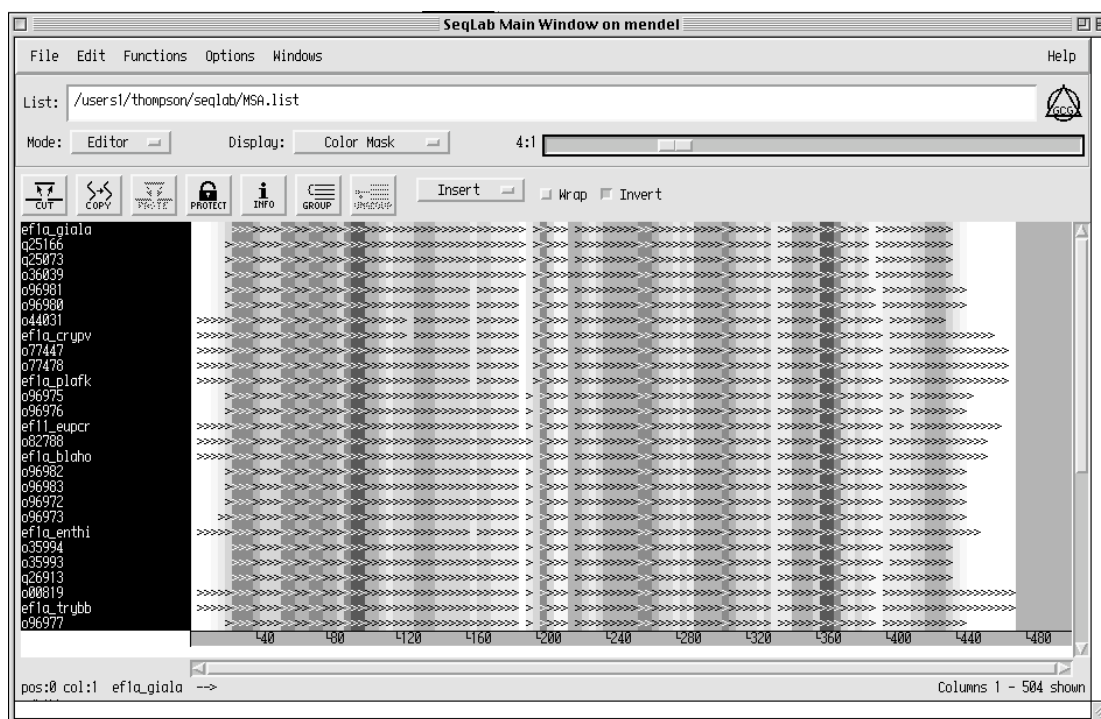 SeqLab Main Window on mendel
File Edit Functions Options Windows Help
List: /users1/thompson/seqlab/MSA.list
GCG
Mode: Editor Display: Color Mask 4:1
CUT COPY PASTE PROTECT INFO GROUP UNGROUP Insert Wrap Invert
ef1a_giala
q25166
q25073
o36039
o96981
o96980
o44031
ef1a_crypv
o77447
o77478
ef1a_plafk
o96975
o96976
ef11_eupcr
o82788
ef1a_blaho
o96982
o96983
o96972
o96973
ef1a_enthi
o35994
o35993
q26913
o00819
ef1a_trybb
o96977
40 80 120 160 200 240 280 320 360 400 440 480
pos:0 col:1 ef1a_giala --> Columns 1 - 504 shown